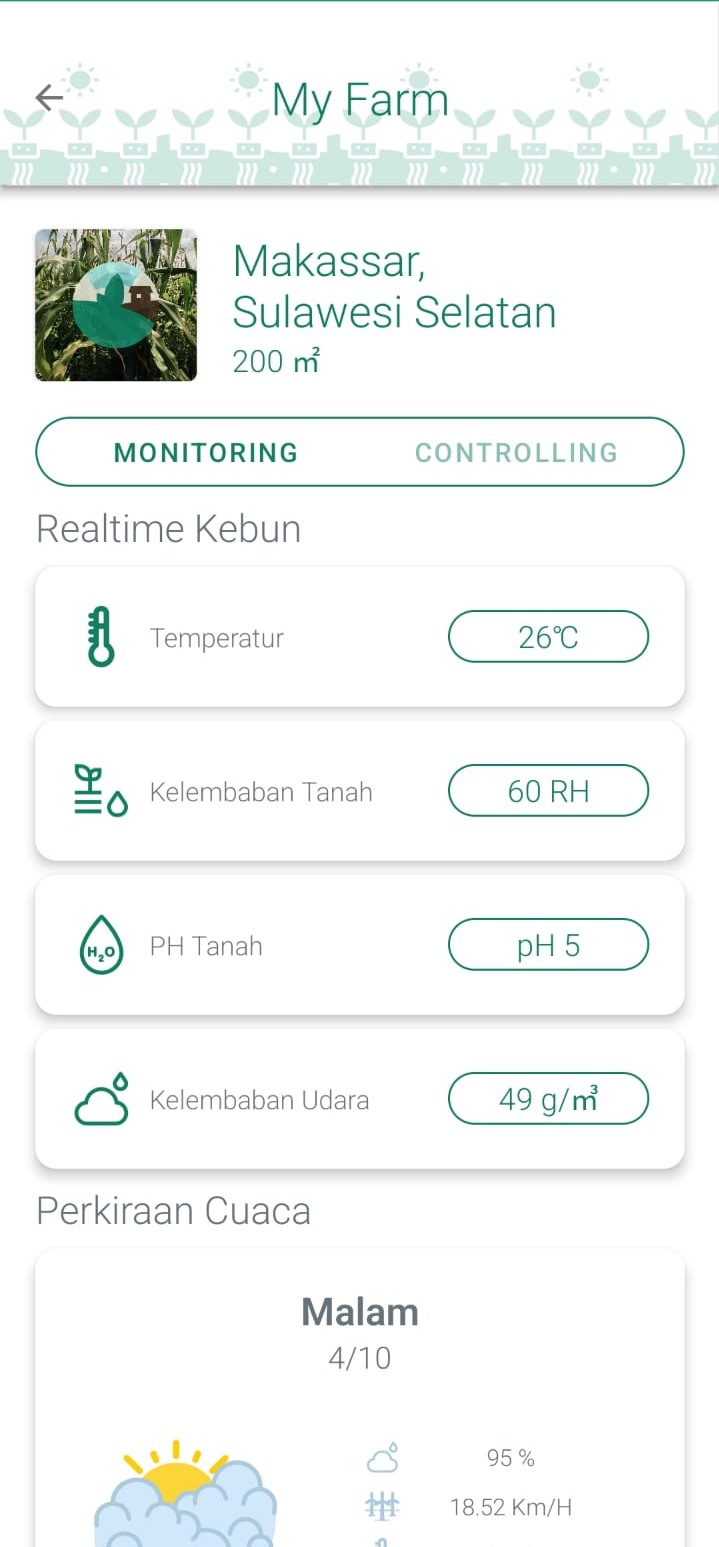 My Farm
Makassar,
Sulawesi Selatan
200 ㎡
MONITORING CONTROLLING
Realtime Kebun
Temperatur 26℃
Kelembaban Tanah 60 RH
H₂O PH Tanah pH 5
Kelembaban Udara 49 g/㎥
Perkiraan Cuaca
Malam
4/10
95 %
18.52 Km/H